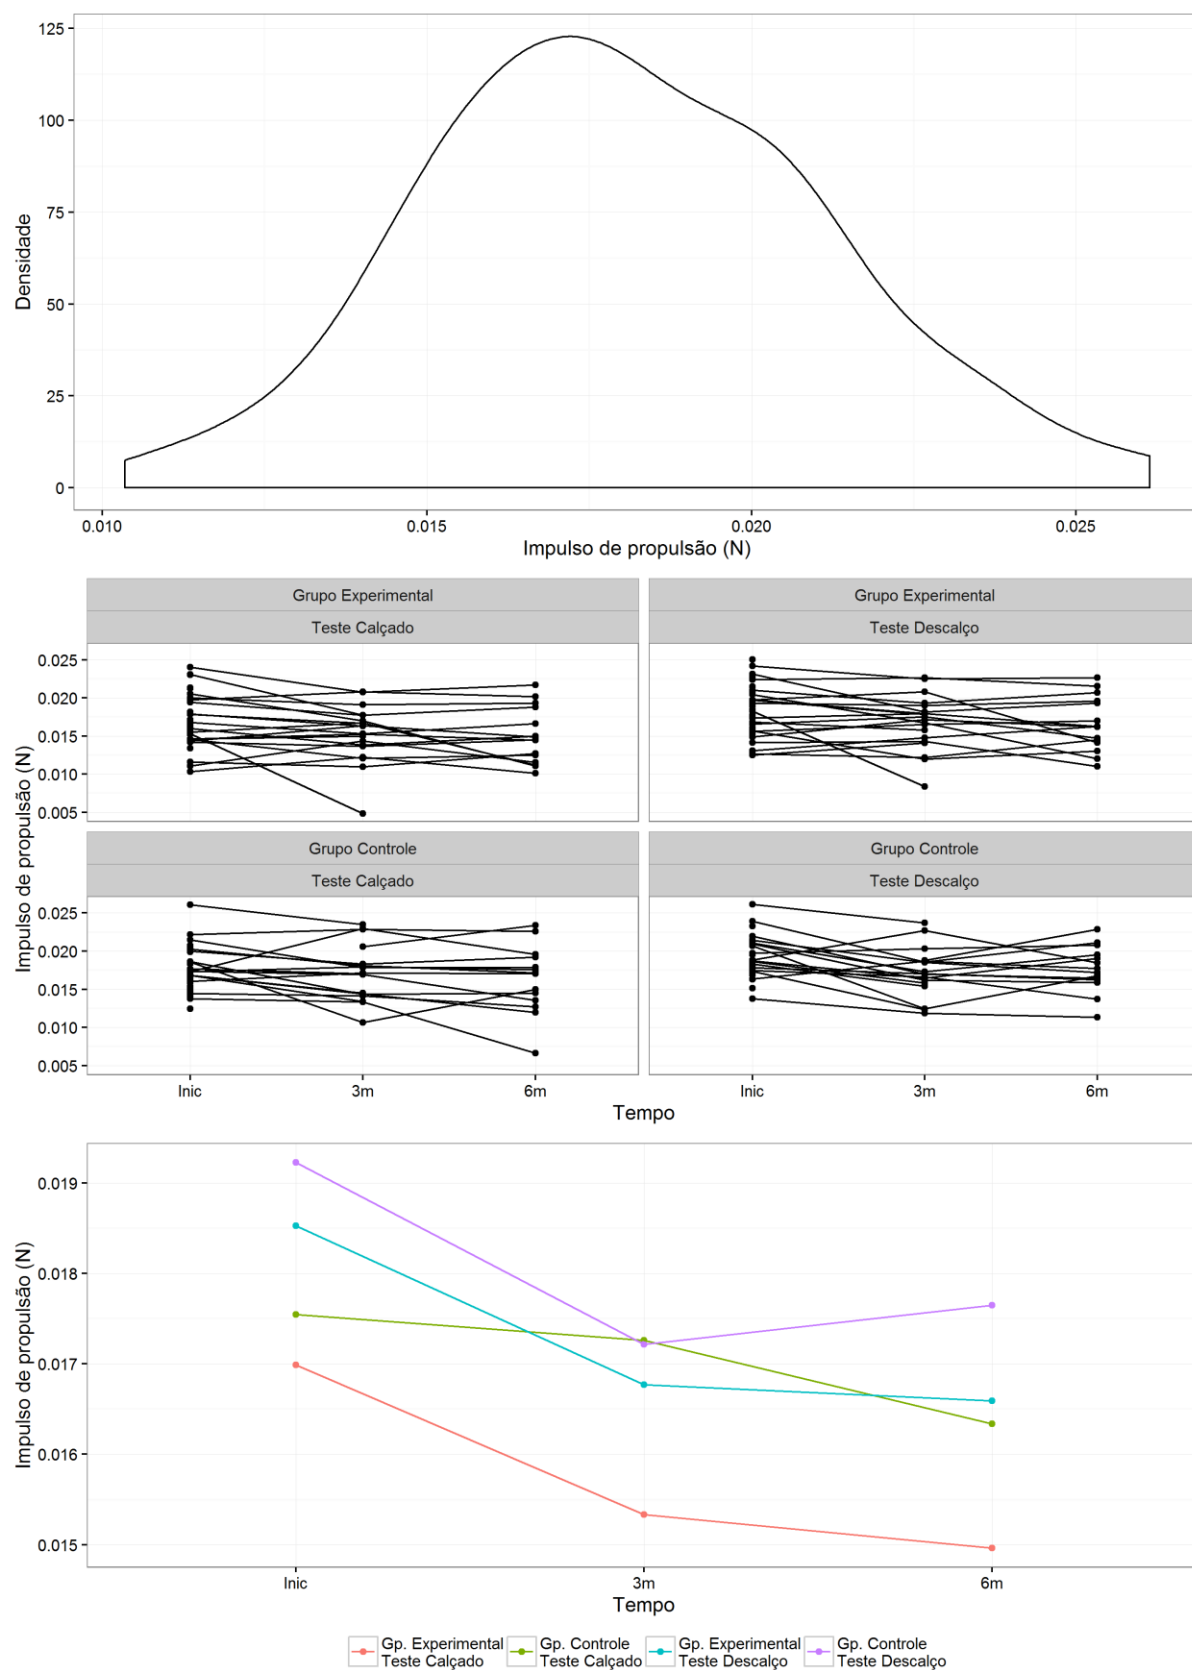 125
100
75
50
25
0
Densidade
0.010 0.015 0.020 0.025
Impulso de propulsão (N)
Grupo Experimental Grupo Experimental
Teste Calçado Teste Descalço
0.025
0.020
0.015
0.010
0.005
Grupo Controle Grupo Controle
Teste Calçado Teste Descalço
0.025
0.020
0.015
0.010
0.005
Impulso de propulsão (N)
Inic 3m 6m Inic 3m 6m
Tempo
0.019
0.018
0.017
0.016
0.015
Impulso de propulsão (N)
Inic 3m 6m
Tempo
Gp. Experimental Gp. Controle Gp. Experimental Gp. Controle
Teste Calçado Teste Calçado Teste Descalço Teste Descalço